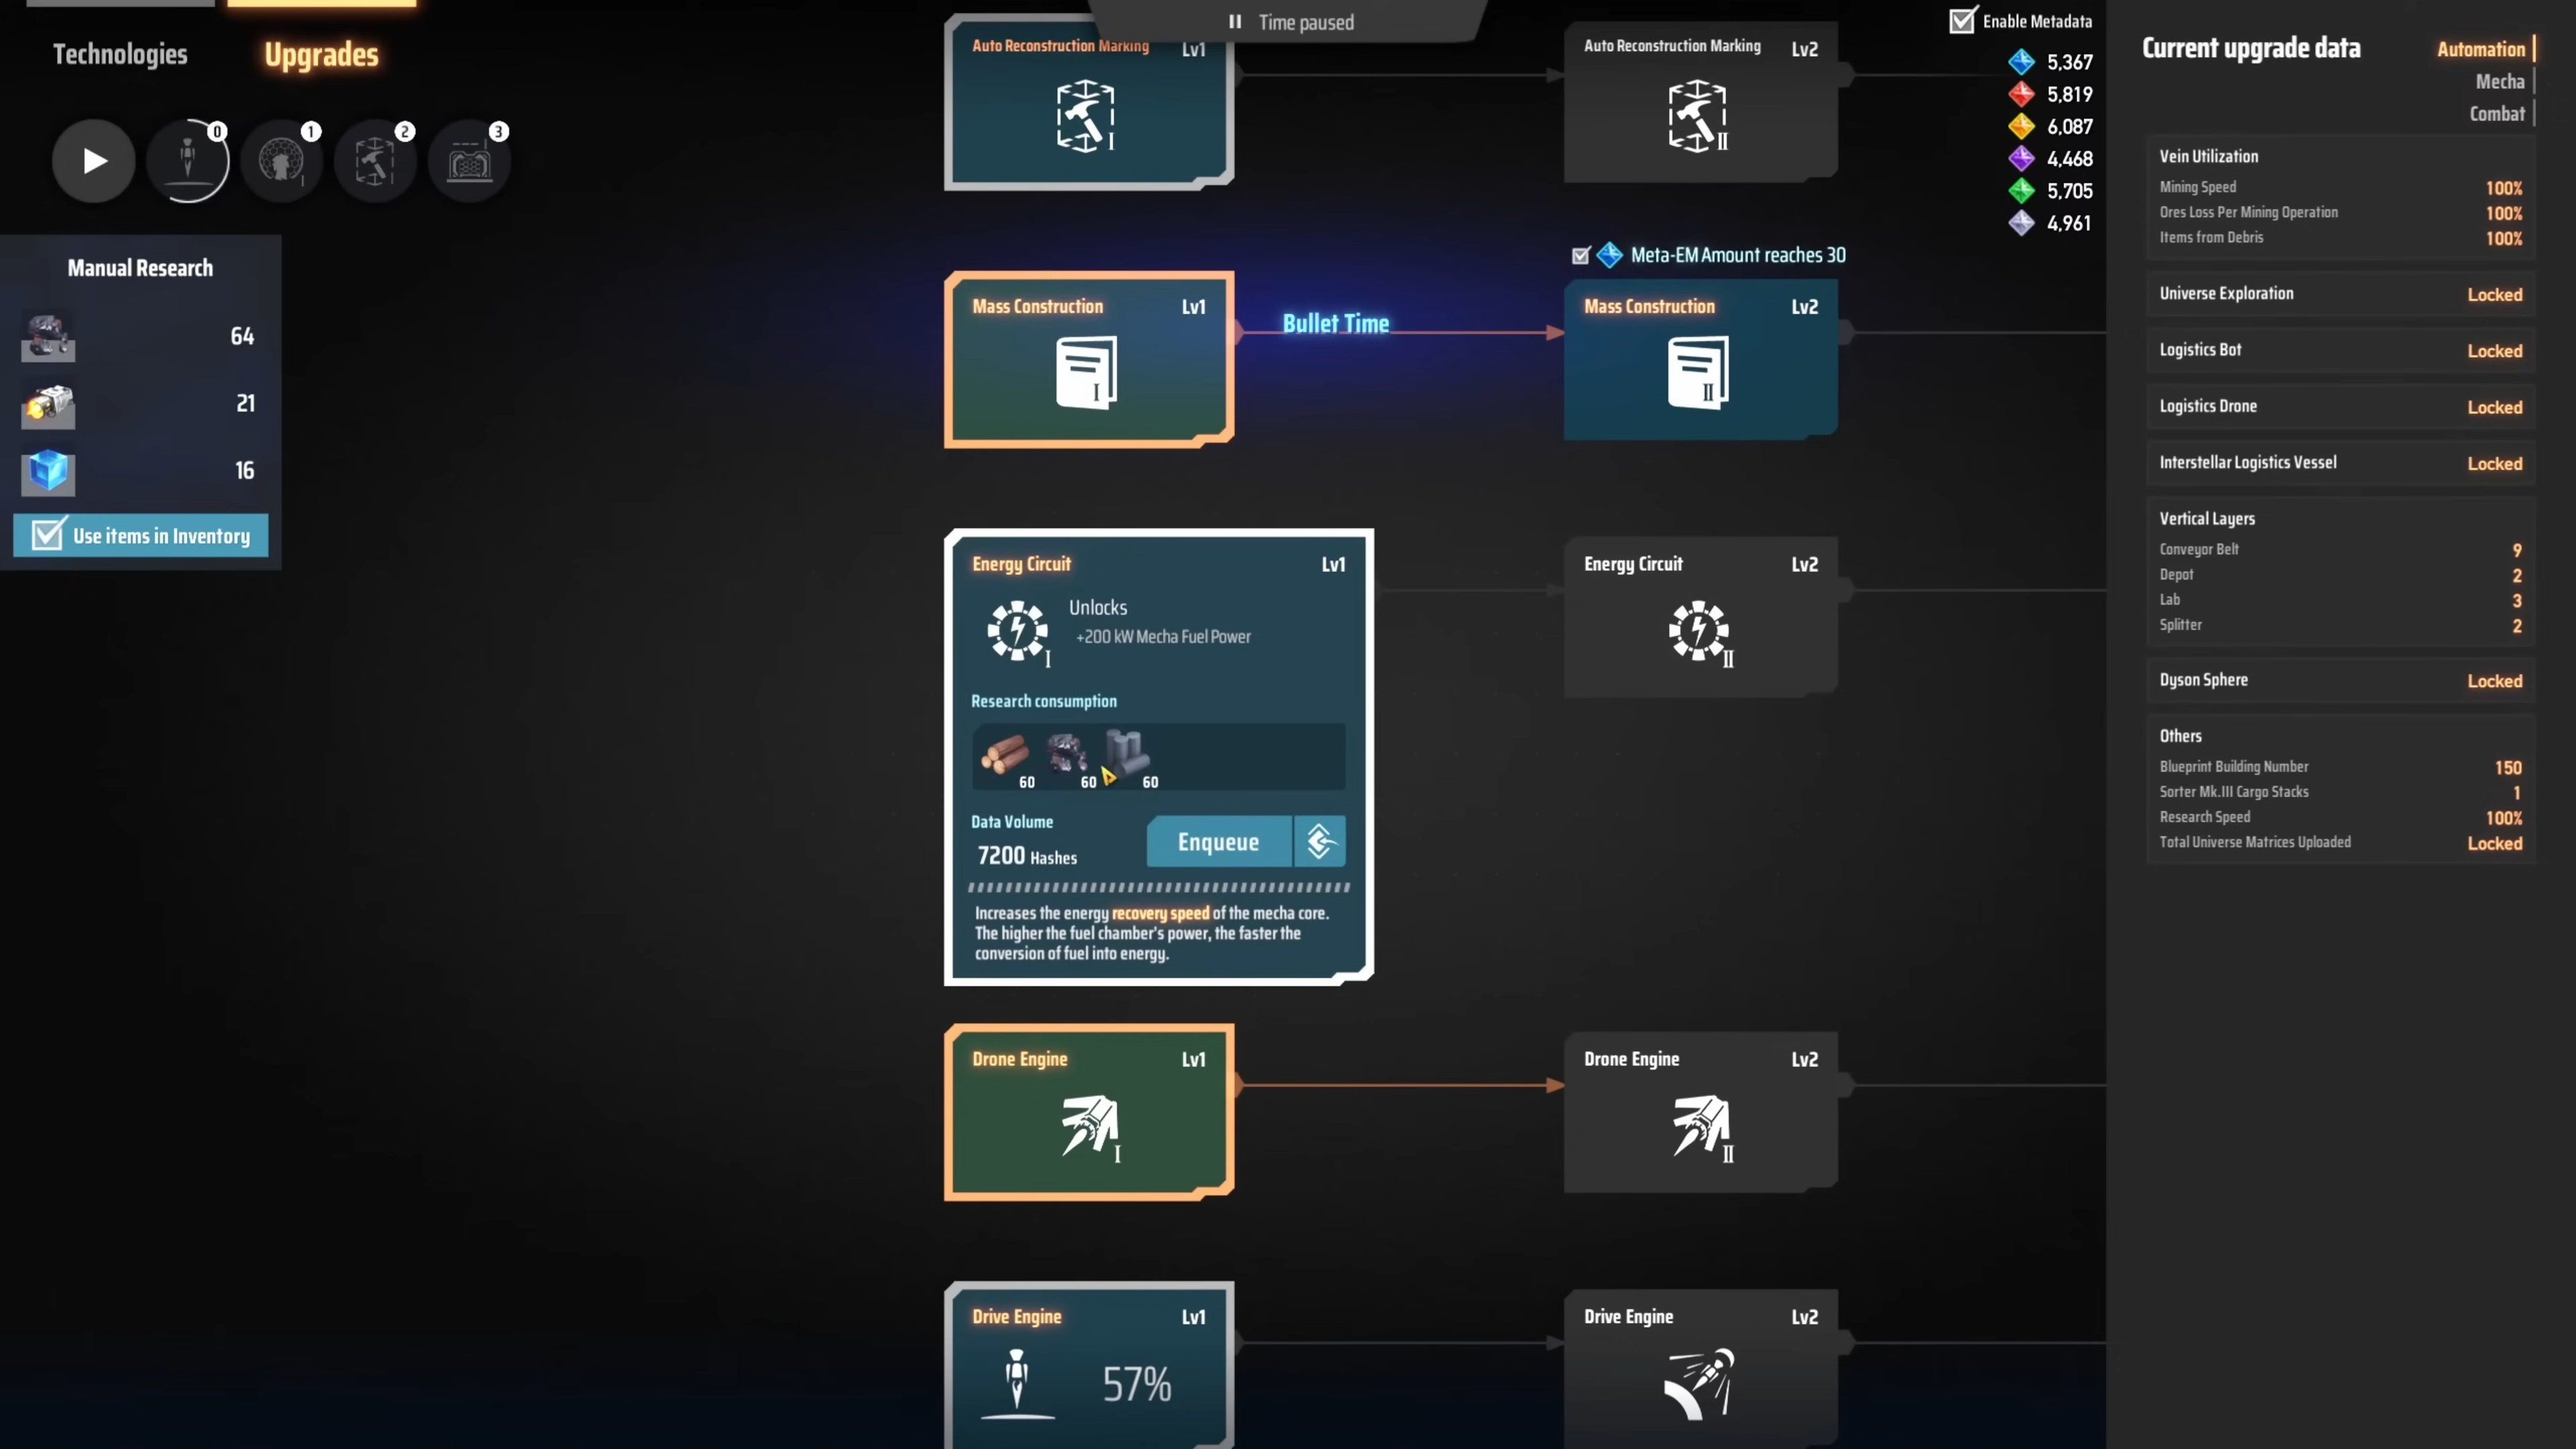 Technologies
Upgrades
0
1
2
3
Manual Research
64
21
16
Use items in Inventory
Time paused
Auto Reconstruction Marking Lv1
I
Auto Reconstruction Marking Lv2
II
Enable Metadata
5,367
5,819
6,087
4,468
5,705
4,961
Meta-EM Amount reaches 30
Mass Construction Lv1
I
Bullet Time
Mass Construction Lv2
II
Energy Circuit Lv1
I
Unlocks
+200 kW Mecha Fuel Power
Research consumption
60 60 60
Data Volume
7200 Hashes
Enqueue
Increases the energy recovery speed of the mecha core.
The higher the fuel chamber's power, the faster the
conversion of fuel into energy.
Energy Circuit Lv2
II
Drone Engine Lv1
I
Drone Engine Lv2
II
Drive Engine Lv1
57%
Drive Engine Lv2
Current upgrade data
Automation
Mecha
Combat
Vein Utilization
Mining Speed 100%
Ores Loss Per Mining Operation 100%
Items from Debris 100%
Universe Exploration Locked
Logistics Bot Locked
Logistics Drone Locked
Interstellar Logistics Vessel Locked
Vertical Layers
Conveyor Belt 9
Depot 2
Lab 3
Splitter 2
Dyson Sphere Locked
Others
Blueprint Building Number 150
Sorter Mk.III Cargo Stacks 1
Research Speed 100%
Total Universe Matrices Uploaded Locked